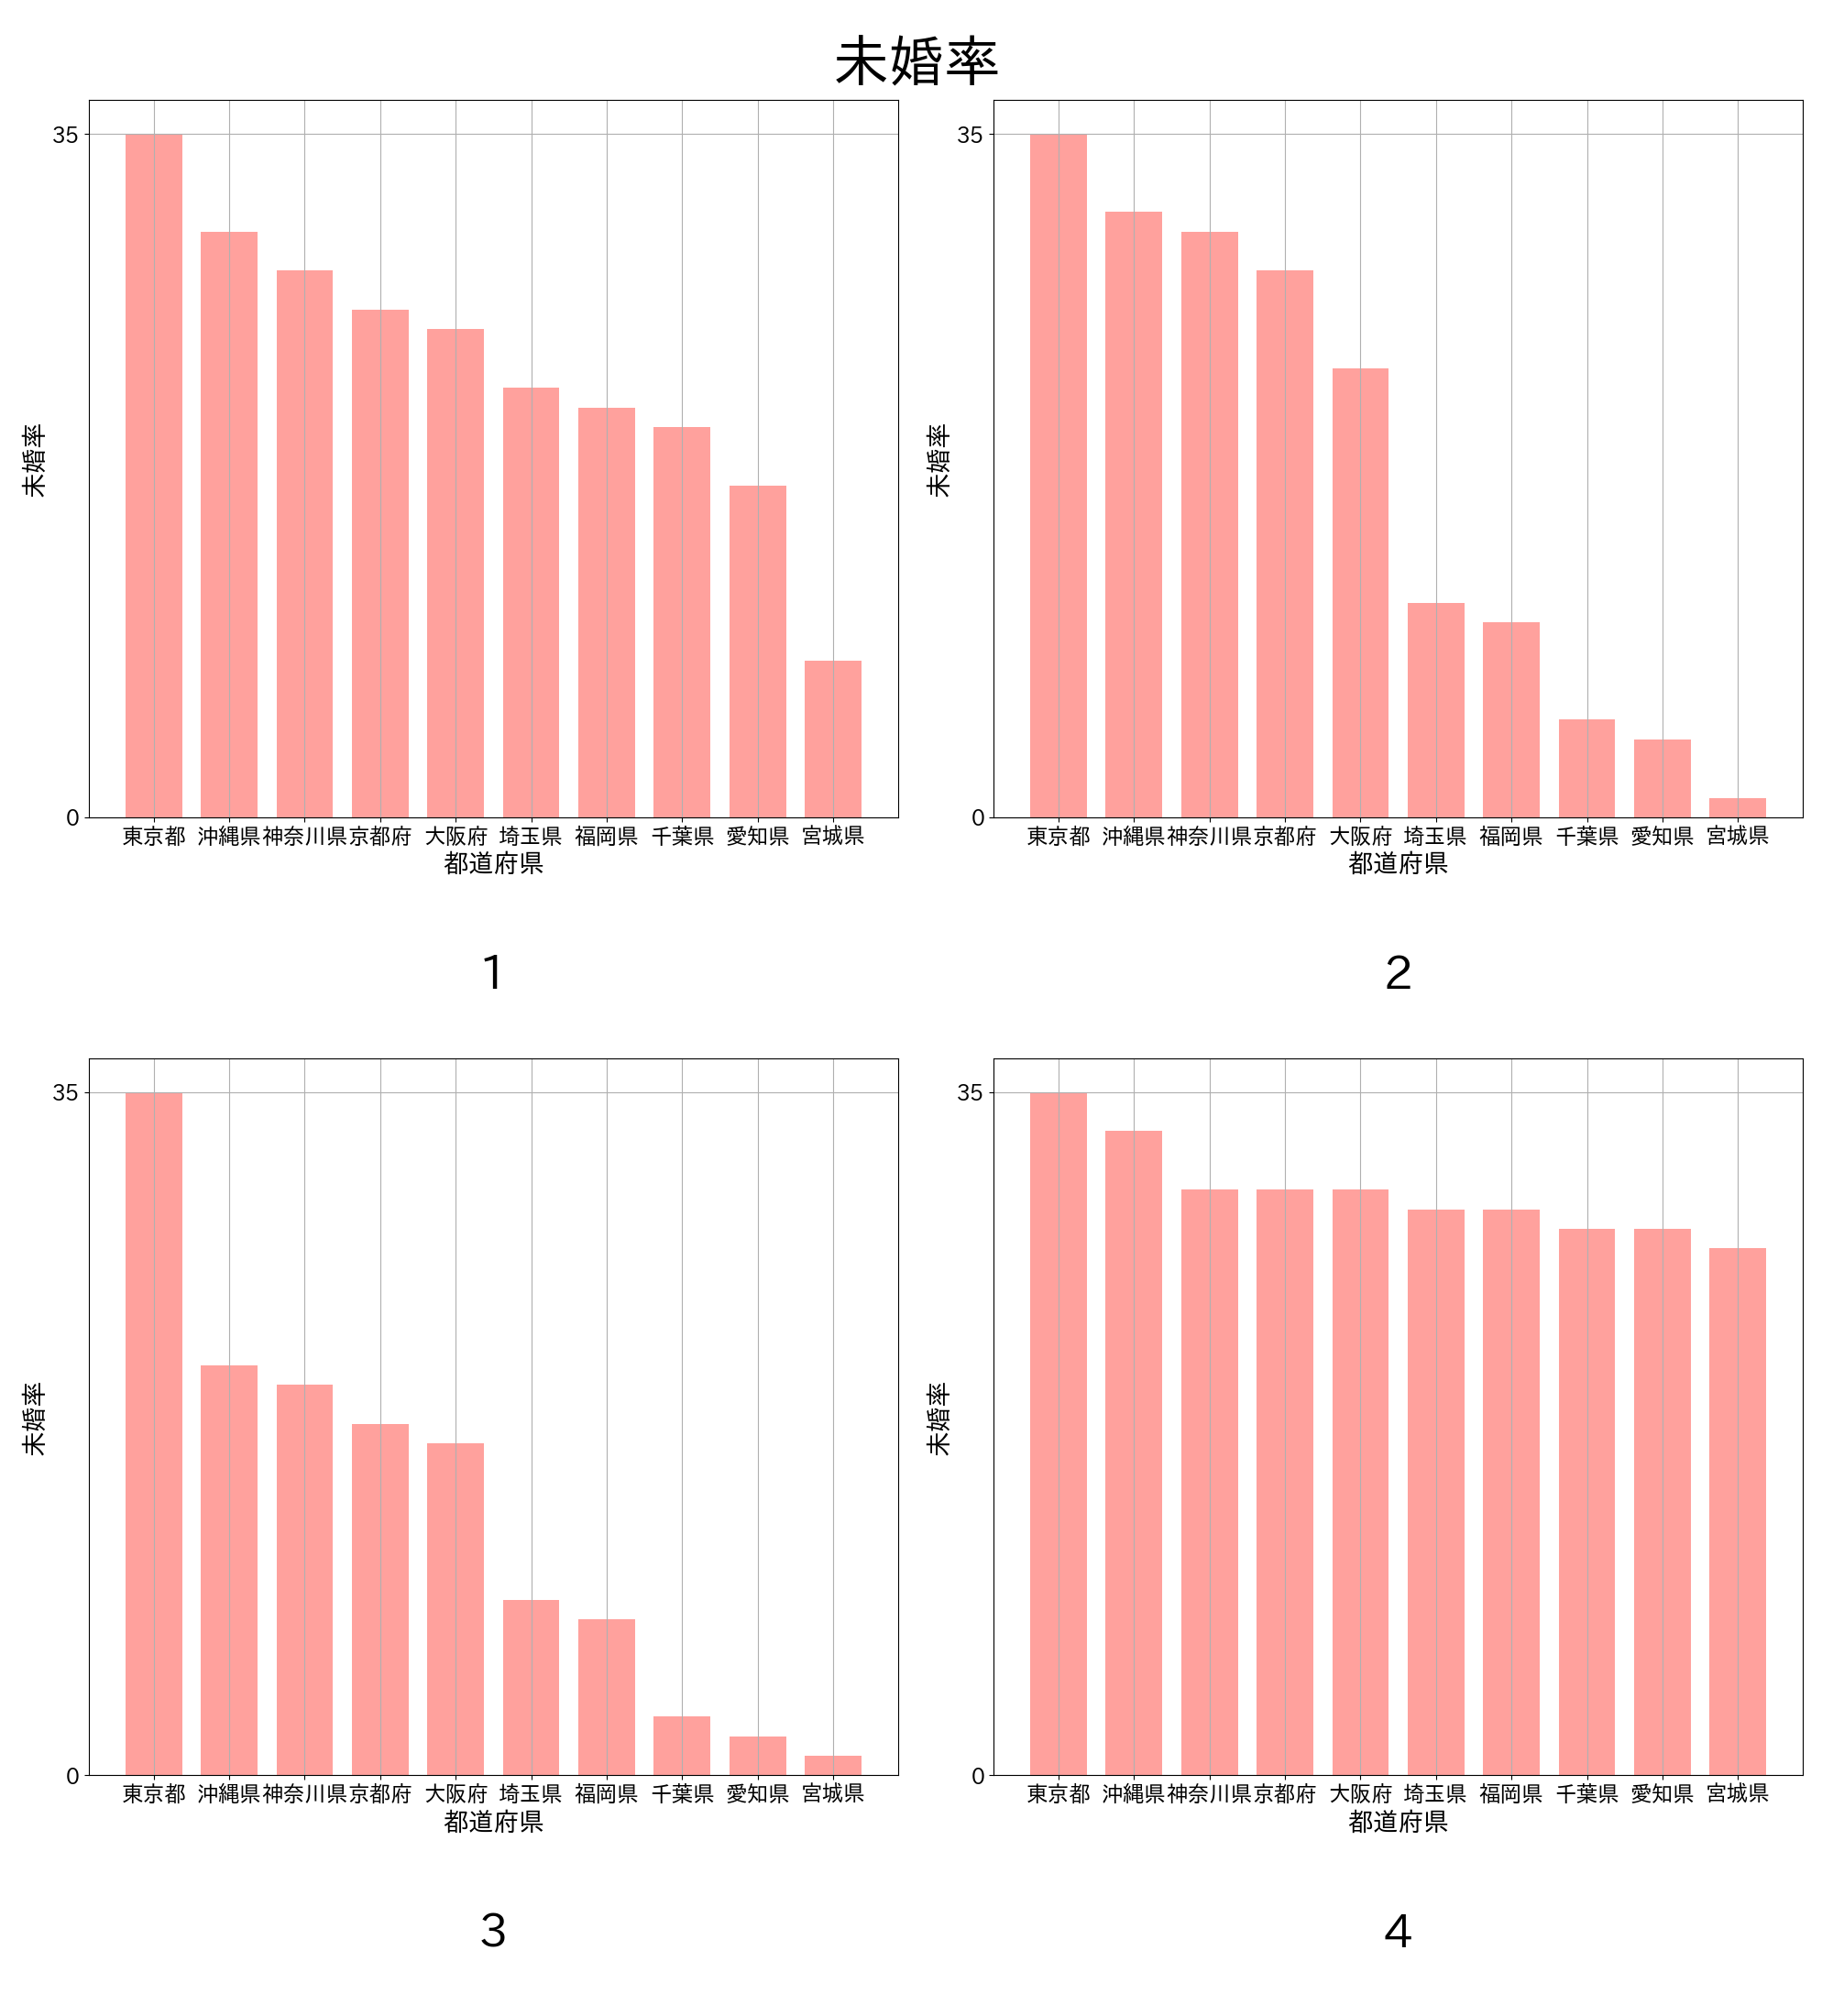 未婚率
35
0
未婚率
東京都 沖縄県 神奈川県 京都府 大阪府 埼玉県 福岡県 千葉県 愛知県 宮城県
都道府県
1
35
0
未婚率
東京都 沖縄県 神奈川県 京都府 大阪府 埼玉県 福岡県 千葉県 愛知県 宮城県
都道府県
2
35
0
未婚率
東京都 沖縄県 神奈川県 京都府 大阪府 埼玉県 福岡県 千葉県 愛知県 宮城県
都道府県
3
35
0
未婚率
東京都 沖縄県 神奈川県 京都府 大阪府 埼玉県 福岡県 千葉県 愛知県 宮城県
都道府県
4